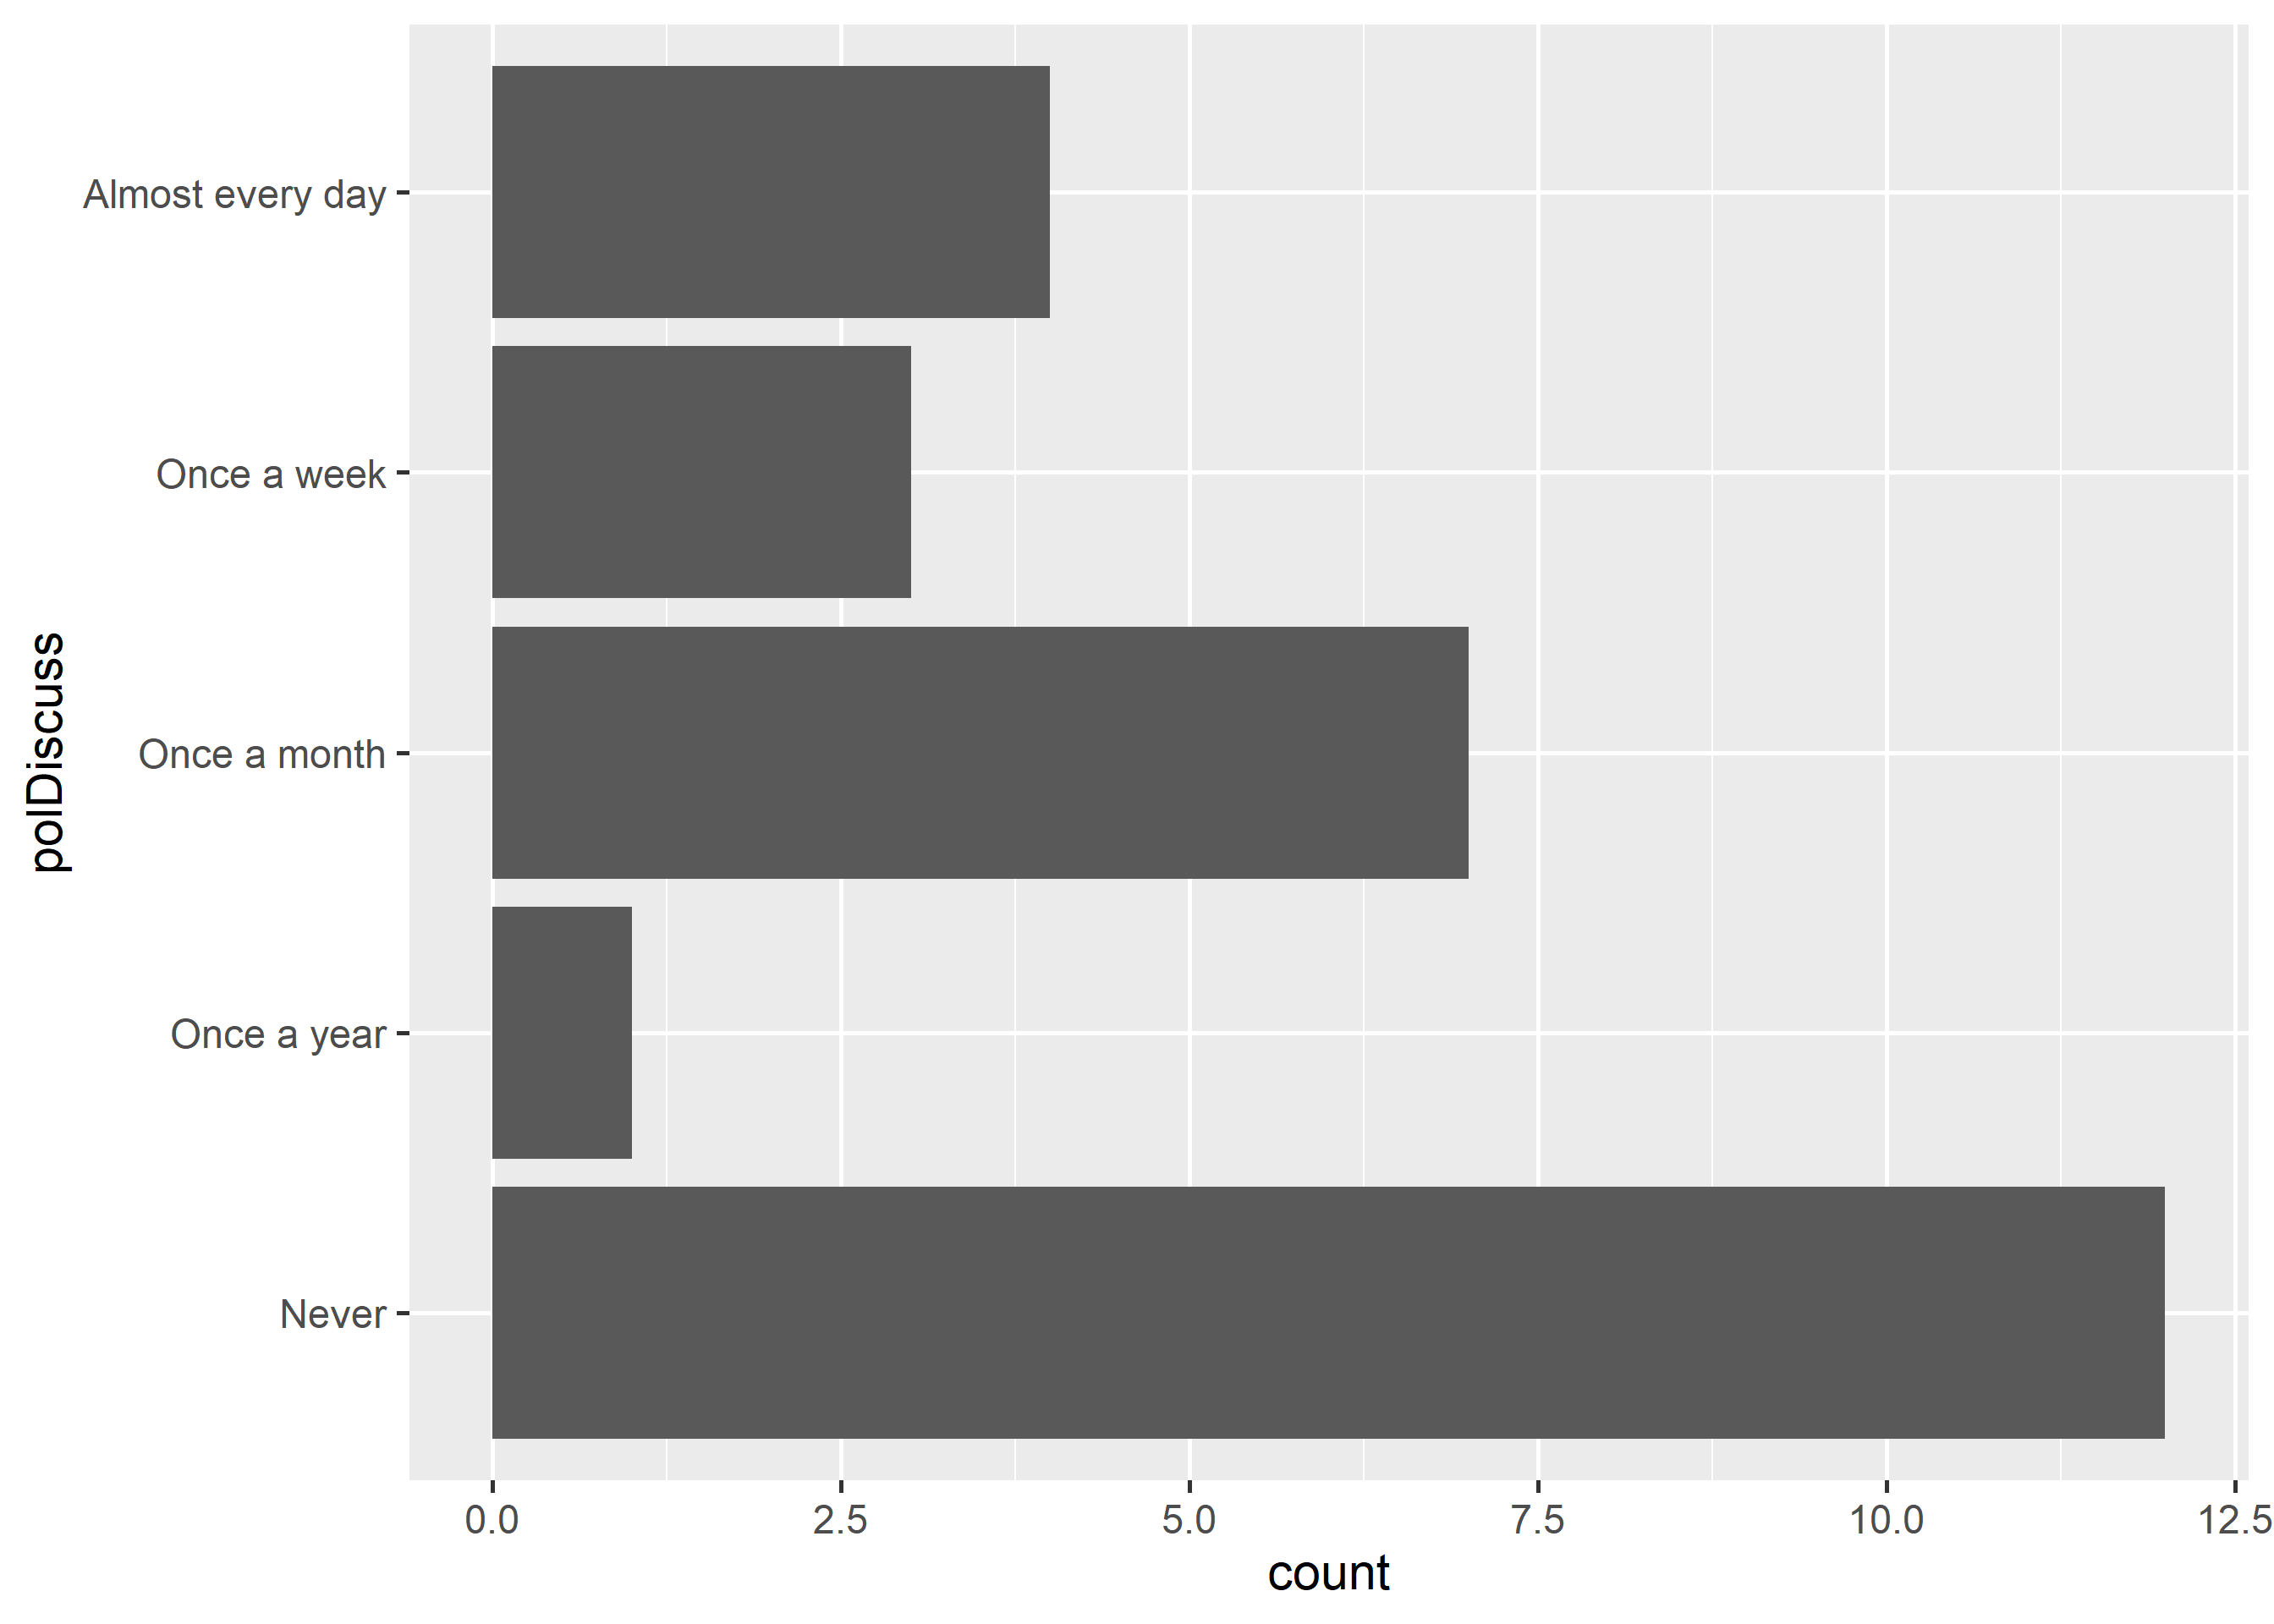 polDiscuss
Almost every day
Once a week
Once a month
Once a year
Never
0.0 2.5 5.0 7.5 10.0 12.5
count